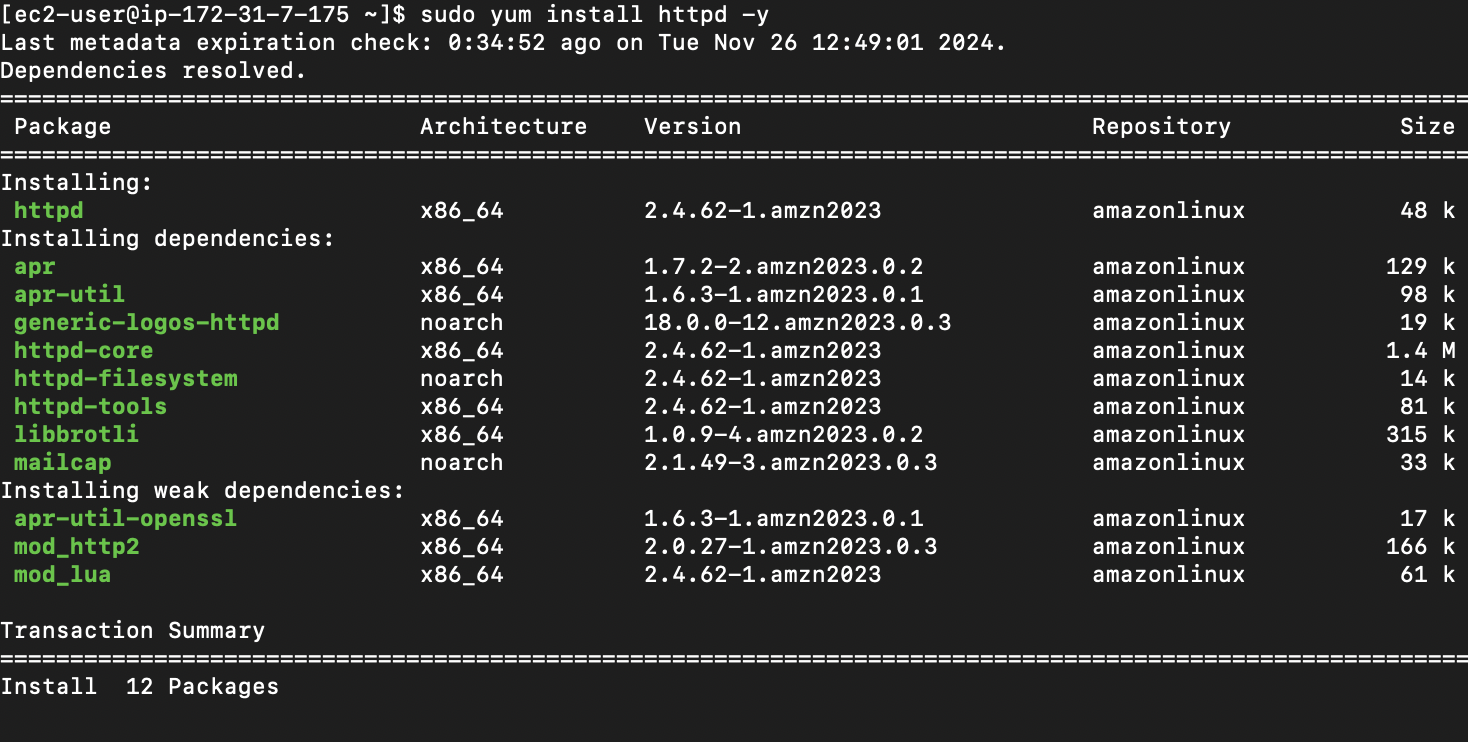 [ec2-user@ip-172-31-7-175 ~]$ sudo yum install httpd -y
Last metadata expiration check: 0:34:52 ago on Tue Nov 26 12:49:01 2024.
Dependencies resolved.
=========================================================================================================
Package Architecture Version Repository Size
=========================================================================================================
Installing:
httpd x86_64 2.4.62-1.amzn2023 amazonlinux 48 k
Installing dependencies:
apr x86_64 1.7.2-2.amzn2023.0.2 amazonlinux 129 k
apr-util x86_64 1.6.3-1.amzn2023.0.1 amazonlinux 98 k
generic-logos-httpd noarch 18.0.0-12.amzn2023.0.3 amazonlinux 19 k
httpd-core x86_64 2.4.62-1.amzn2023 amazonlinux 1.4 M
httpd-filesystem noarch 2.4.62-1.amzn2023 amazonlinux 14 k
httpd-tools x86_64 2.4.62-1.amzn2023 amazonlinux 81 k
libbrotli x86_64 1.0.9-4.amzn2023.0.2 amazonlinux 315 k
mailcap noarch 2.1.49-3.amzn2023.0.3 amazonlinux 33 k
Installing weak dependencies:
apr-util-openssl x86_64 1.6.3-1.amzn2023.0.1 amazonlinux 17 k
mod_http2 x86_64 2.0.27-1.amzn2023.0.3 amazonlinux 166 k
mod_lua x86_64 2.4.62-1.amzn2023 amazonlinux 61 k
Transaction Summary
=========================================================================================================
Install 12 Packages